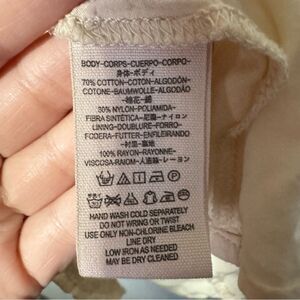 BODY-CORPS-CUERPO-CORPO-
身体-ボディ
70% COTTON-COTON-ALGODÓN-
COTONE-BAUMWOLLE-ALGODAO
-棉花-綿
30% NYLON-POLIAMIDA-
FIBRA SINTÉTICA-尼龍-ナイロン
LINING-DOUBLURE-FORRO-
FODERA-FUTTER-ENFILEIRANDO
-衬里-裏地
100% RAYON-RAYONNE-
VISCOSA-RAION-人造絲-レーヨン
HAND WASH COLD SEPARATELY
DO NOT WRING OR TWIST
USE ONLY NON-CHLORINE BLEACH
LINE DRY
LOW IRON AS NEEDED
MAY BE DRY CLEANED